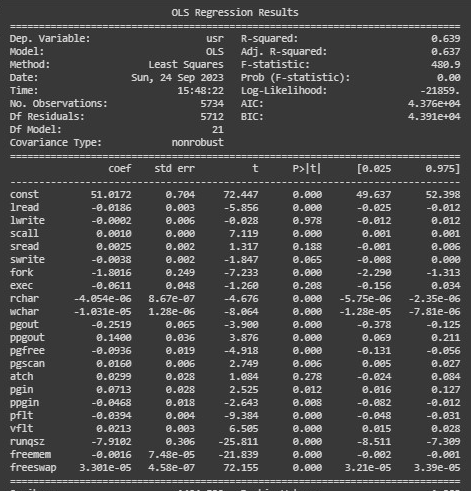 OLS Regression Results
Dep. Variable: usr R-squared: 0.639
Model: OLS Adj. R-squared: 0.637
Method: Least Squares F-statistic: 480.9
Date: Sun, 24 Sep 2023 Prob (F-statistic): 0.00
Time: 15:48:22 Log-Likelihood: -21859.
No. Observations: 5734 AIC: 4.376e+04
Df Residuals: 5712 BIC: 4.391e+04
Df Model: 21
Covariance Type: nonrobust
coef std err t P>|t| [0.025 0.975]
const 51.0172 0.704 72.447 0.000 49.637 52.398
lread -0.0186 0.003 -5.856 0.000 -0.025 -0.012
lwrite -0.0002 0.006 -0.028 0.978 -0.012 0.012
scall 0.0010 0.000 7.119 0.000 0.001 0.001
sread 0.0025 0.002 1.317 0.188 -0.001 0.006
swrite -0.0038 0.002 -1.847 0.065 -0.008 0.000
fork -1.8016 0.249 -7.233 0.000 -2.290 -1.313
exec -0.0611 0.048 -1.260 0.208 -0.156 0.034
rchar -4.054e-06 8.67e-07 -4.676 0.000 -5.75e-06 -2.35e-06
wchar -1.031e-05 1.28e-06 -8.064 0.000 -1.28e-05 -7.81e-06
pgout -0.2519 0.065 -3.900 0.000 -0.378 -0.125
ppgout 0.1400 0.036 3.876 0.000 0.069 0.211
pgfree -0.0936 0.019 -4.918 0.000 -0.131 -0.056
pgscan 0.0160 0.006 2.749 0.006 0.005 0.027
atch 0.0299 0.028 1.084 0.278 -0.024 0.084
pgin 0.0713 0.028 2.525 0.012 0.016 0.127
ppgin -0.0468 0.018 -2.643 0.008 -0.082 -0.012
pflt -0.0394 0.004 -9.384 0.000 -0.048 -0.031
vflt 0.0213 0.003 6.505 0.000 0.015 0.028
runqsz -7.9102 0.306 -25.811 0.000 -8.511 -7.309
freemem -0.0016 7.48e-05 -21.839 0.000 -0.002 -0.001
freeswap 3.301e-05 4.58e-07 72.155 0.000 3.21e-05 3.39e-05